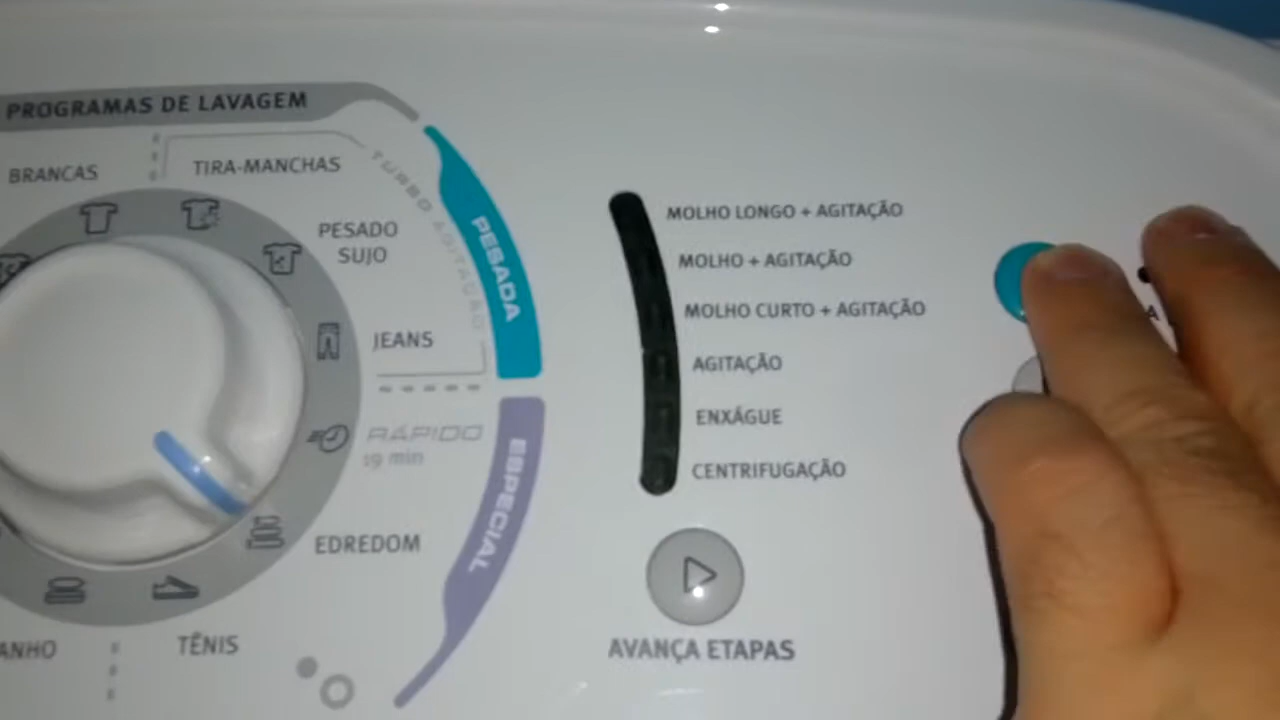 PROGRAMAS DE LAVAGEM
BRANCAS
TIRA-MANCHAS
TURBO AGITAÇÃO
PESADO
SUJO
JEANS
PESADA
RÁPIDO
19 min
EDREDOM
TÊNIS
ANHO
ESPECIAL
MOLHO LONGO + AGITAÇÃO
MOLHO + AGITAÇÃO
MOLHO CURTO + AGITAÇÃO
AGITAÇÃO
ENXÁGUE
CENTRIFUGAÇÃO
AVANÇA ETAPAS
A